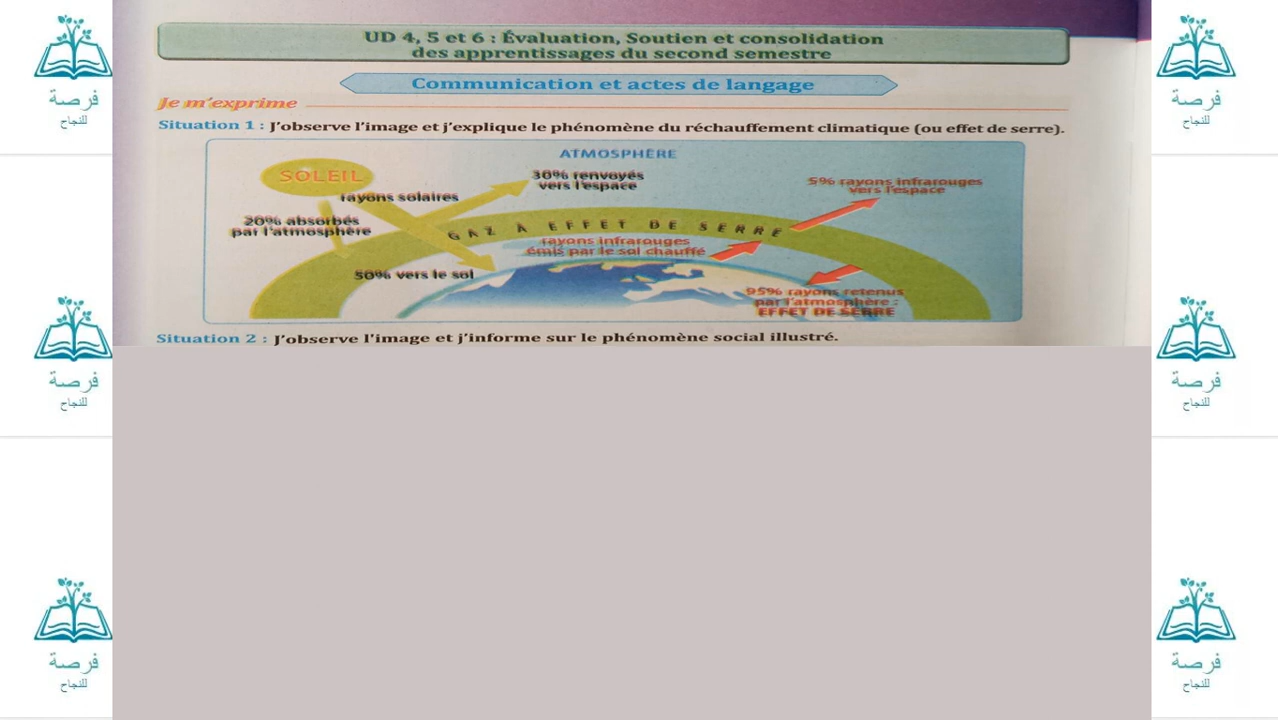 UD 4, 5 et 6 : Évaluation, Soutien et consolidation
des apprentissages du second semestre
Communication et actes de langage
Je m'exprime
Situation 1 : J'observe l'image et j'explique le phénomène du réchauffement climatique (ou effet de serre).
ATMOSPHÈRE
SOLEIL
rayons solaires
30% renvoyés
vers l'espace
5% rayons infrarouges
vers l'espace
20% absorbés
par l'atmosphère
GAZ À EFFET DE SERRE
rayons infrarouges
émis par le sol chauffé
50% vers le sol
95% rayons retenus
par l'atmosphère :
EFFET DE SERRE
Situation 2 : J'observe l'image et j'informe sur le phénomène social illustré.
فرصة
للنجاح
فرصة
للنجاح
فرصة
للنجاح
فرصة
للنجاح
فرصة
للنجاح
فرصة
للنجاح